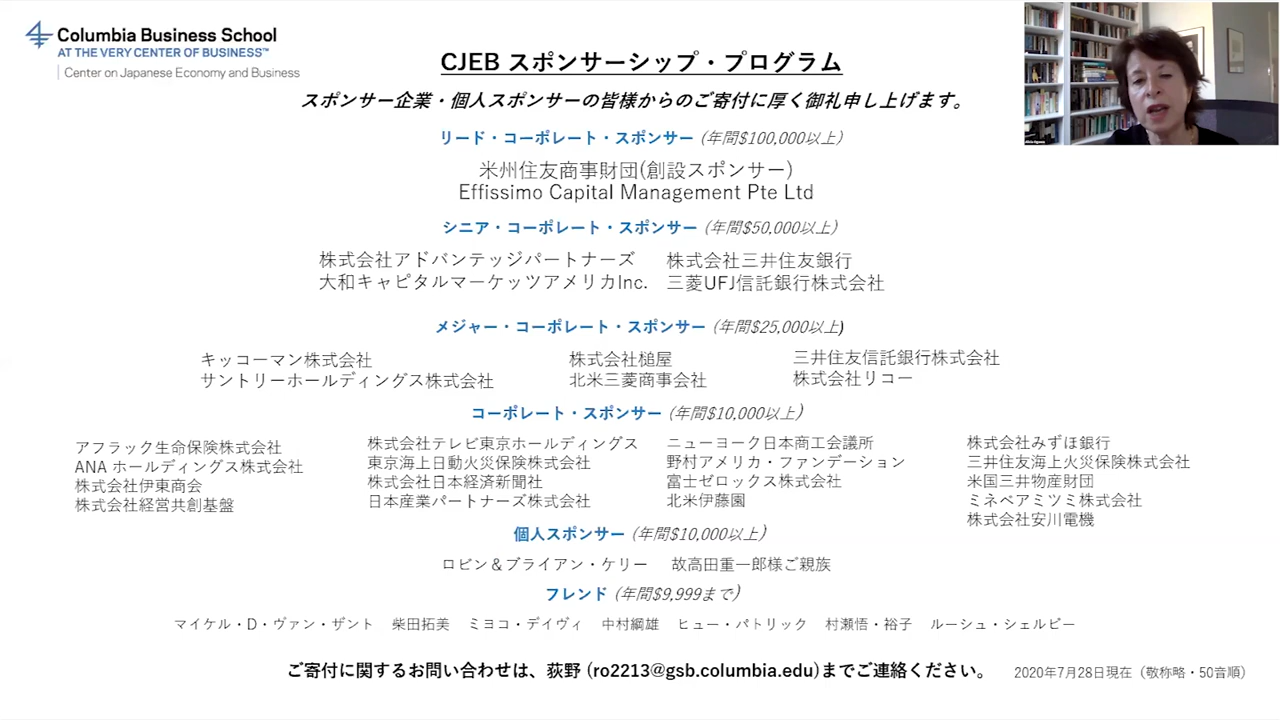 Columbia Business School
AT THE VERY CENTER OF BUSINESS™
Center on Japanese Economy and Business
CJEB スポンサーシップ・プログラム
スポンサー企業・個人スポンサーの皆様からのご寄付に厚く御礼申し上げます。
リード・コーポレート・スポンサー (年間$100,000以上)
米州住友商事財団(創設スポンサー)
Effissimo Capital Management Pte Ltd
シニア・コーポレート・スポンサー (年間$50,000以上)
株式会社アドバンテッジパートナーズ 株式会社三井住友銀行
大和キャピタルマーケッツアメリカInc. 三菱UFJ信託銀行株式会社
メジャー・コーポレート・スポンサー (年間$25,000以上)
キッコーマン株式会社 株式会社槌屋 三井住友信託銀行株式会社
サントリーホールディングス株式会社 北米三菱商事会社 株式会社リコー
コーポレート・スポンサー (年間$10,000以上)
アフラック生命保険株式会社
ANA ホールディングス株式会社
株式会社伊東商会
株式会社経営共創基盤
株式会社テレビ東京ホールディングス
東京海上日動火災保険株式会社
株式会社日本経済新聞社
日本産業パートナーズ株式会社
ニューヨーク日本商工会議所
野村アメリカ・ファンデーション
富士ゼロックス株式会社
北米伊藤園
株式会社みずほ銀行
三井住友海上火災保険株式会社
米国三井物産財団
ミネベアミツミ株式会社
株式会社安川電機
個人スポンサー (年間$10,000以上)
ロビン＆ブライアン・ケリー 故高田重一郎様ご親族
フレンド (年間$9,999まで)
マイケル・D・ヴァン・ザント 柴田拓美 ミヨコ・デイヴィ 中村綱雄 ヒュー・パトリック 村瀬悟・裕子 ルーシュ・シェルビー
ご寄付に関するお問い合わせは、荻野 (ro2213@gsb.columbia.edu)までご連絡ください。
2020年7月28日現在（敬称略・50音順）